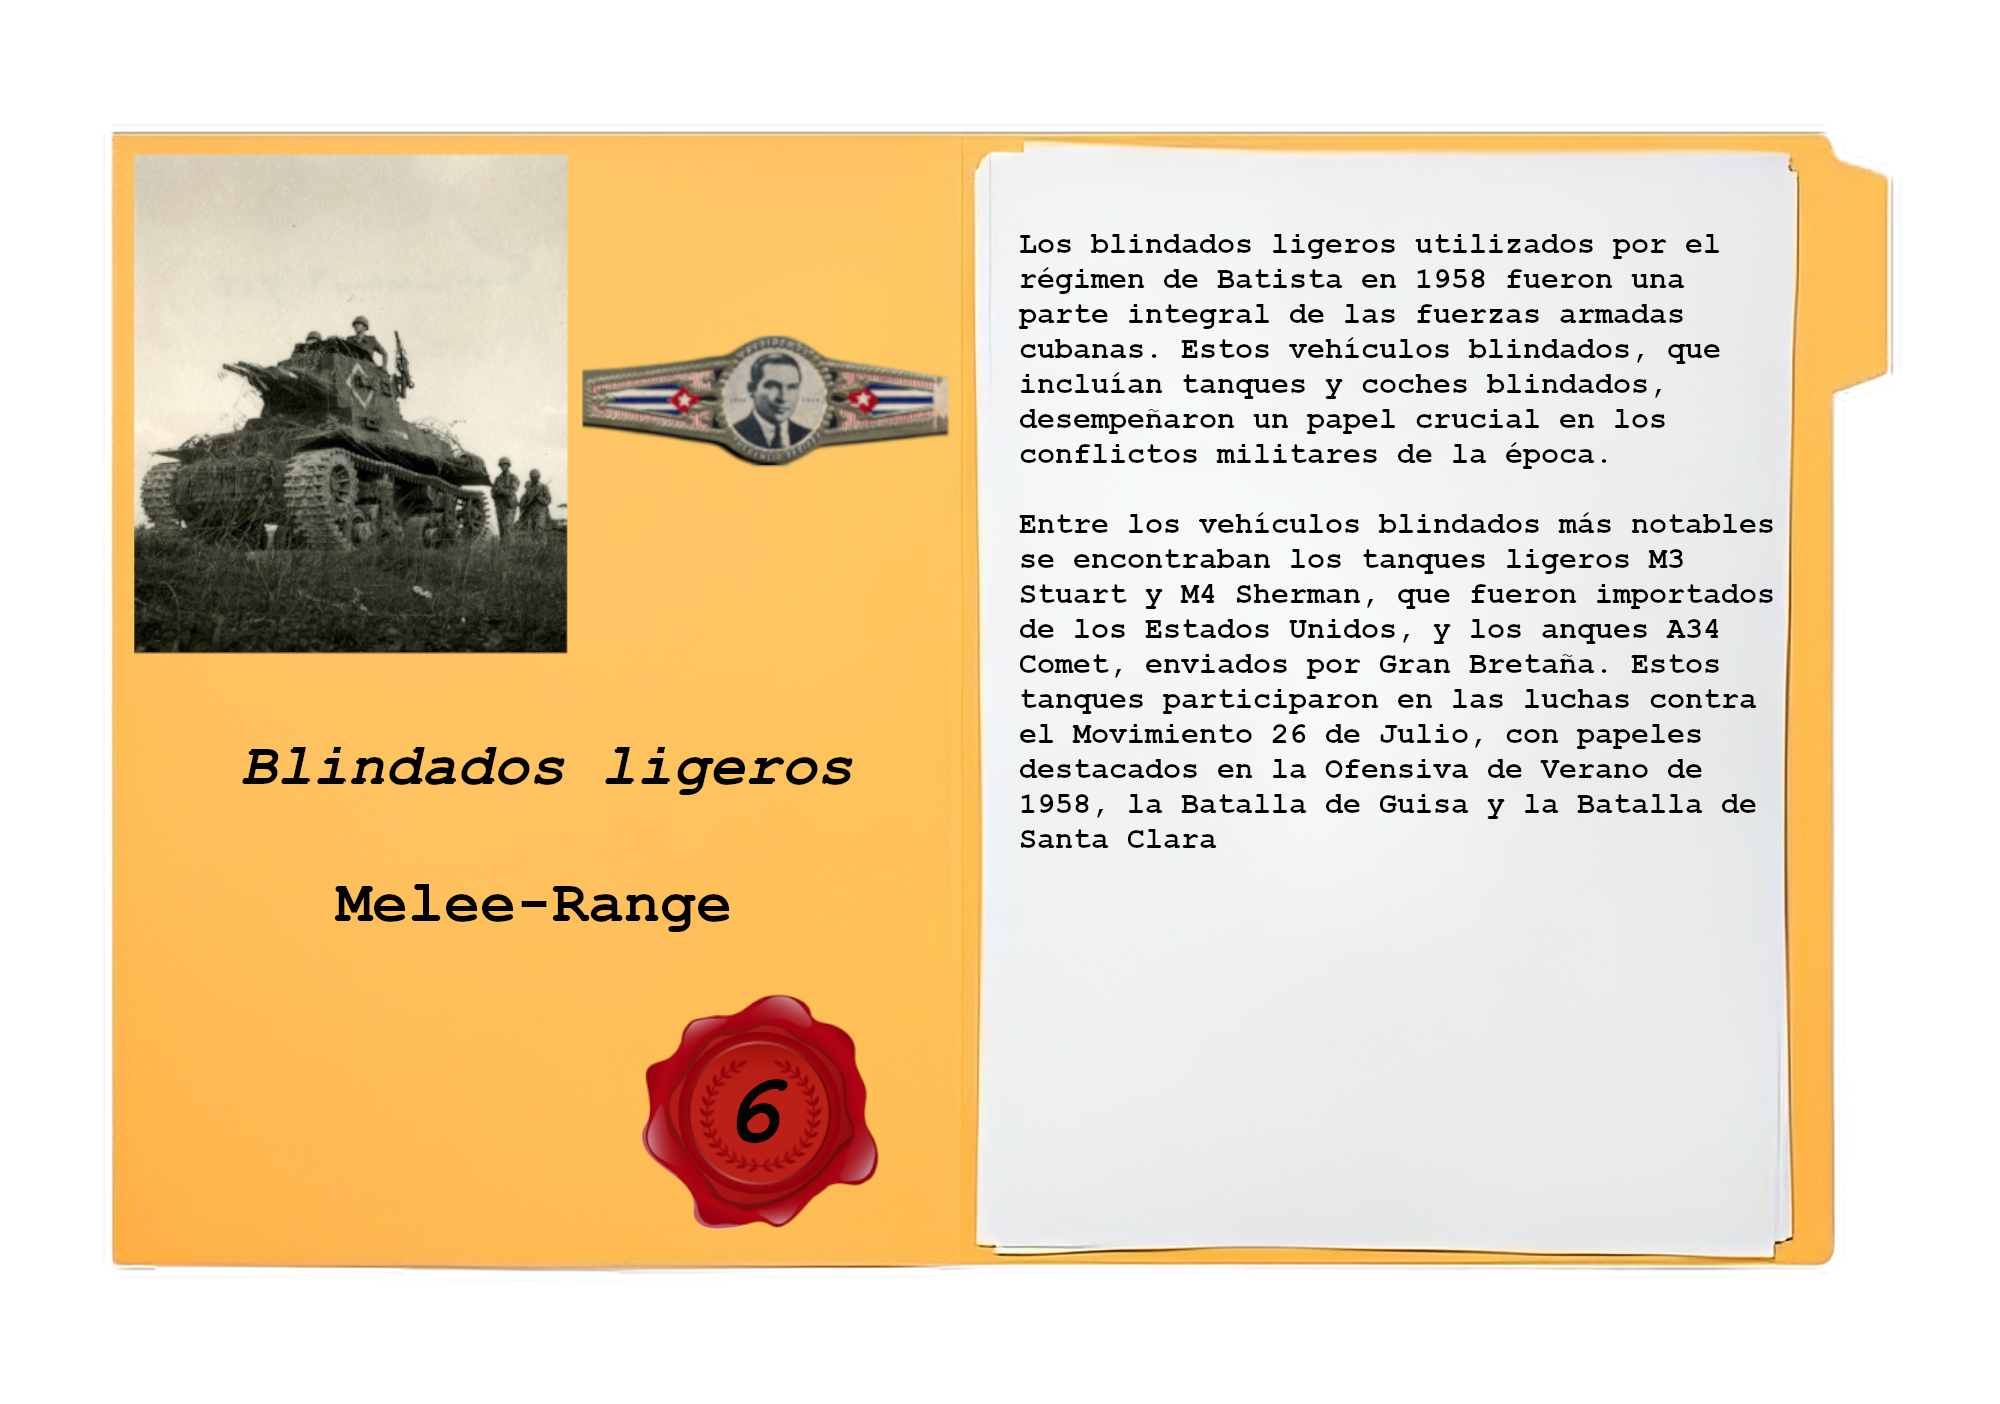 Blindados ligeros
Melee-Range
6
Los blindados ligeros utilizados por el
régimen de Batista en 1958 fueron una
parte integral de las fuerzas armadas
cubanas. Estos vehículos blindados, que
incluían tanques y coches blindados,
desempeñaron un papel crucial en los
conflictos militares de la época.
Entre los vehículos blindados más notables
se encontraban los tanques ligeros M3
Stuart y M4 Sherman, que fueron importados
de los Estados Unidos, y los anques A34
Comet, enviados por Gran Bretaña. Estos
tanques participaron en las luchas contra
el Movimiento 26 de Julio, con papeles
destacados en la Ofensiva de Verano de
1958, la Batalla de Guisa y la Batalla de
Santa Clara